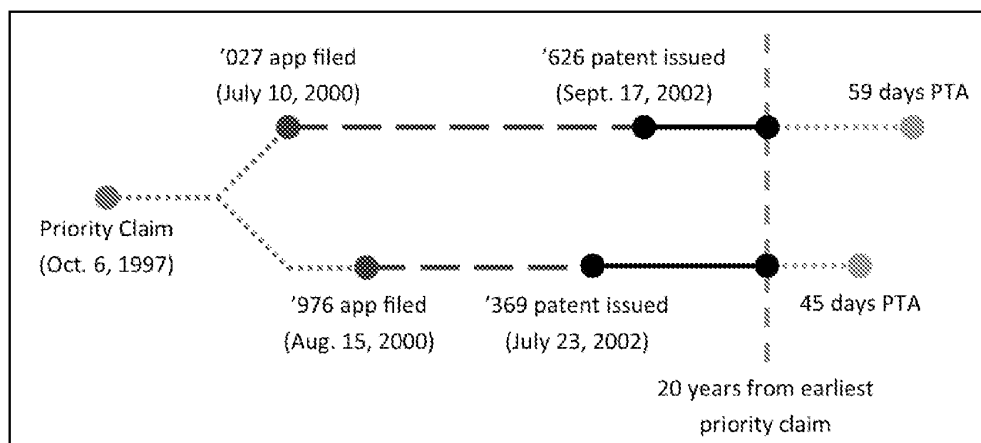 ’027 app filed
(July 10, 2000)
’626 patent issued
(Sept. 17, 2002)
59 days PTA
Priority Claim
(Oct. 6, 1997)
’976 app filed
(Aug. 15, 2000)
’369 patent issued
(July 23, 2002)
45 days PTA
20 years from earliest
priority claim